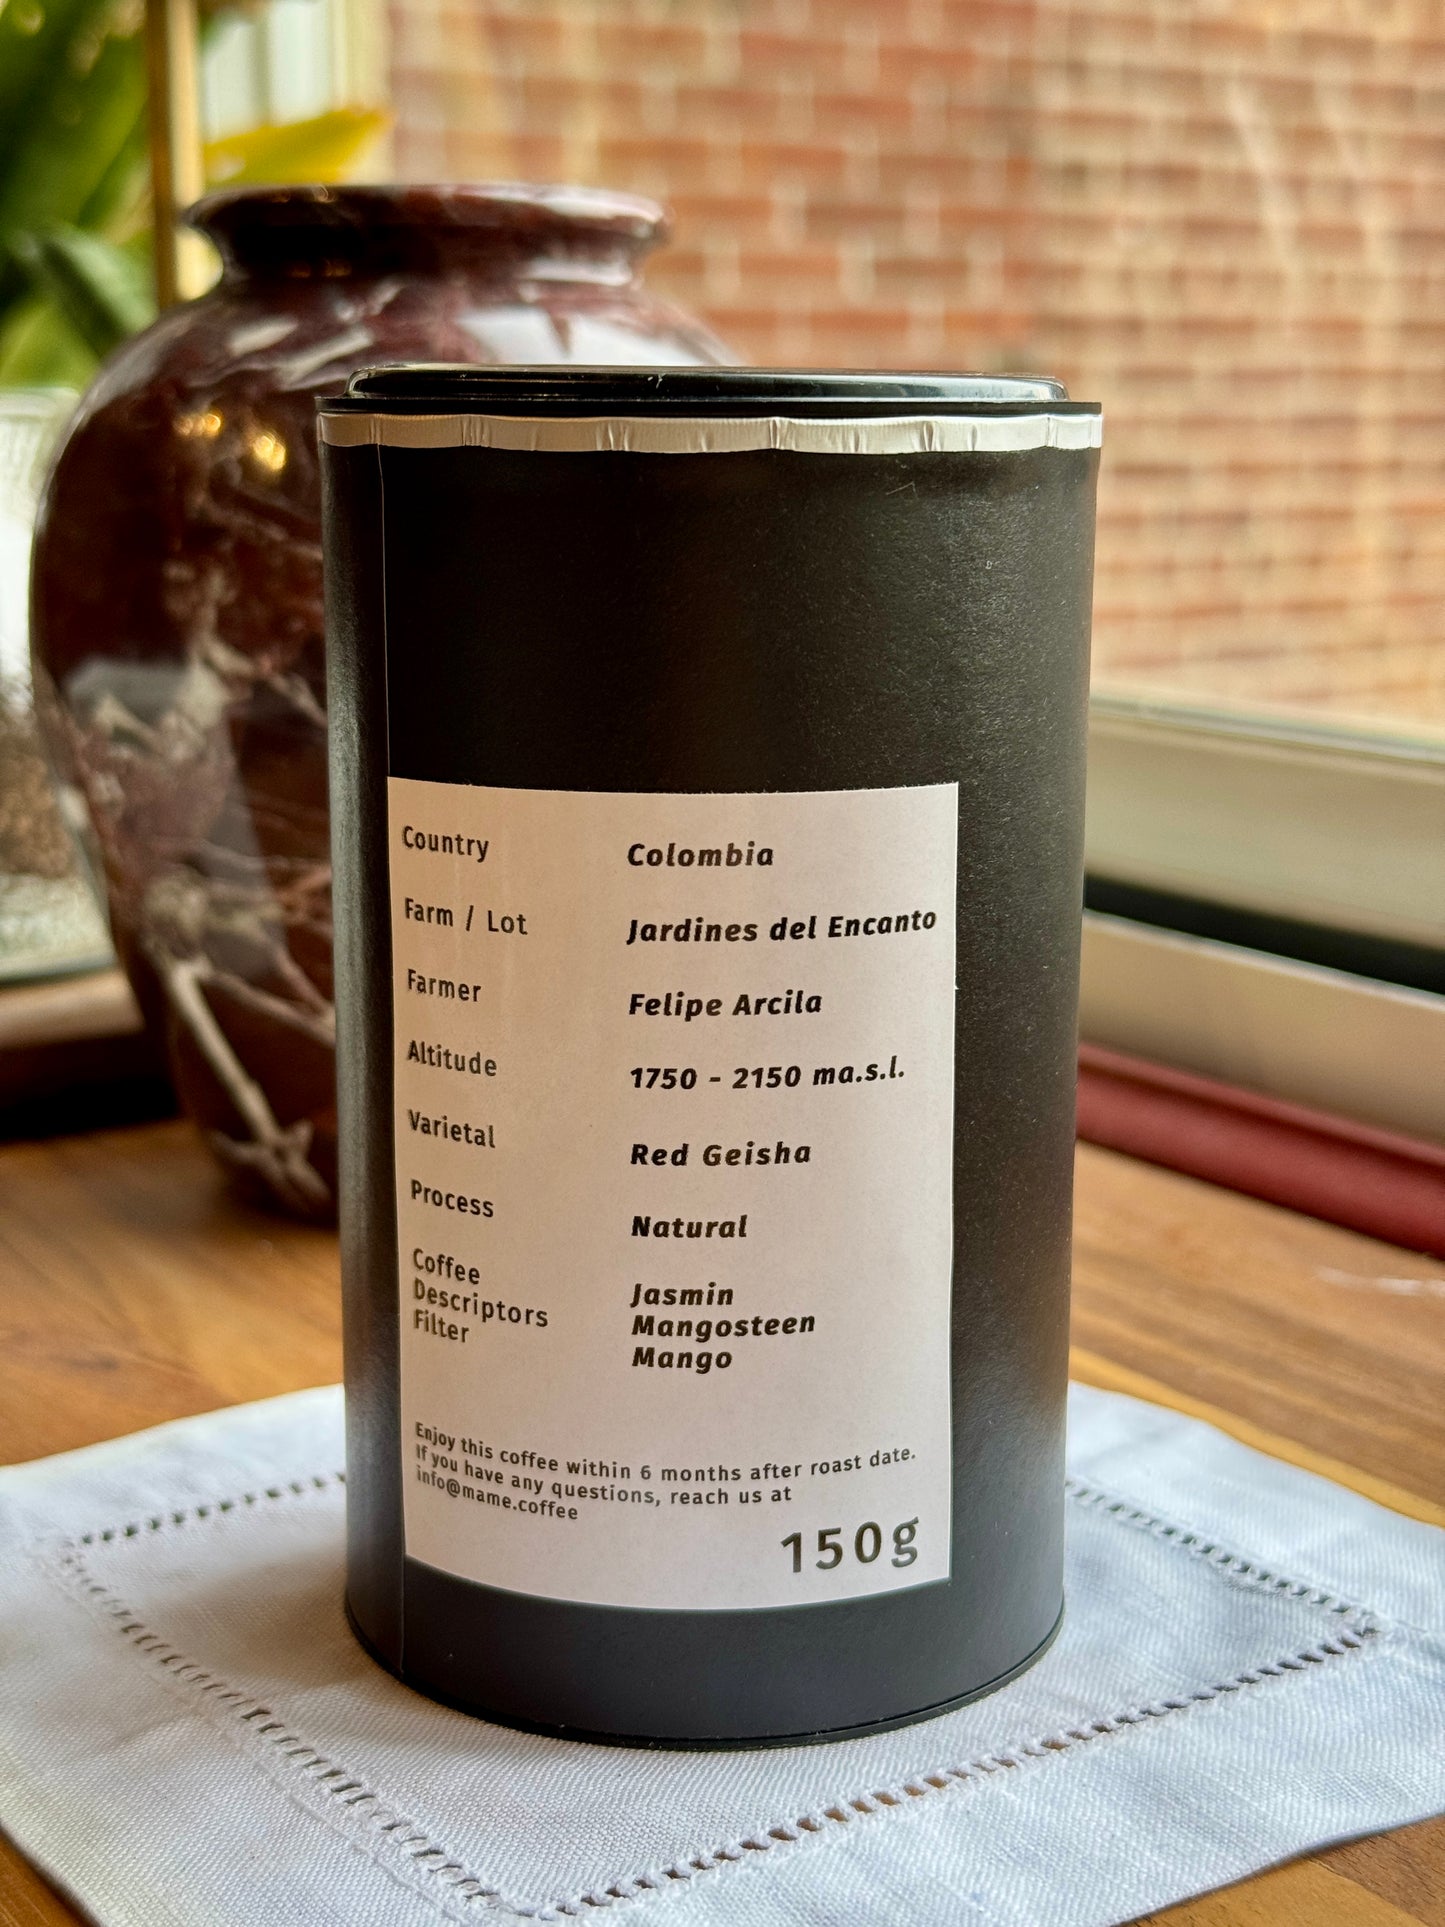 Country Colombia
Farm / Lot Jardines del Encanto
Farmer Felipe Arcila
Altitude 1750 - 2150 ma.s.l.
Varietal Red Geisha
Process Natural
Coffee Jasmin
Descriptors Mangosteen
Filter Mango
Enjoy this coffee within 6 months after roast date.
If you have any questions, reach us at
info@mame.coffee
150g